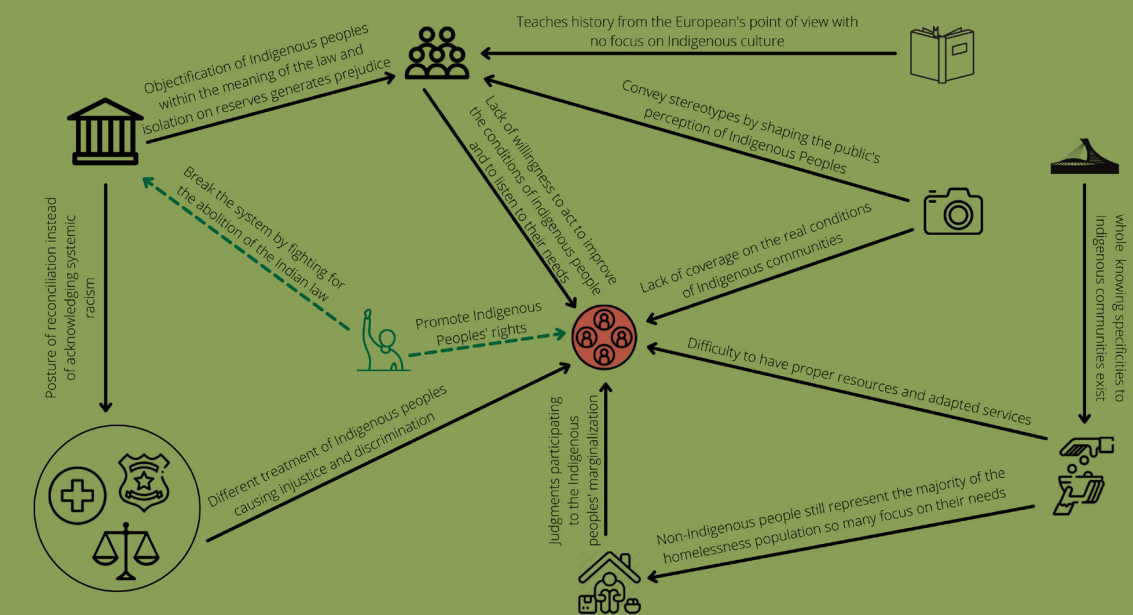 Teaches history from the European's point of view with
no focus on Indigenous culture
Objectification of Indigenous peoples
within the meaning of the law and
isolation on reserves generates prejudice
Convey stereotypes by shaping the public's
perception of Indigenous Peoples
Lack of willingness to act to improve
the conditions of indigenous people
and to listen to their needs
Break the system by fighting for
the abolition of the Indian law
Lack of coverage on the real conditions
of Indigenous communities
whole knowing specificities to
Indigenous communities exist
Posture of reconciliation instead
of acknowledging systemic
racism
Promote Indigenous
Peoples' rights
Difficulty to have proper resources and adapted services
Different treatment of Indigenous peoples
causing injustice and discrimination
Judgments participating
to the Indigenous
peoples' marginalization
Non-Indigenous people still represent the majority of the
homelessness population so many focus on their needs